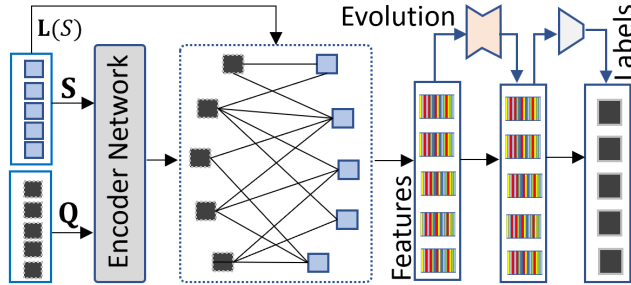 L(S)
S
Q
Encoder Network
Features
Evolution
Labels